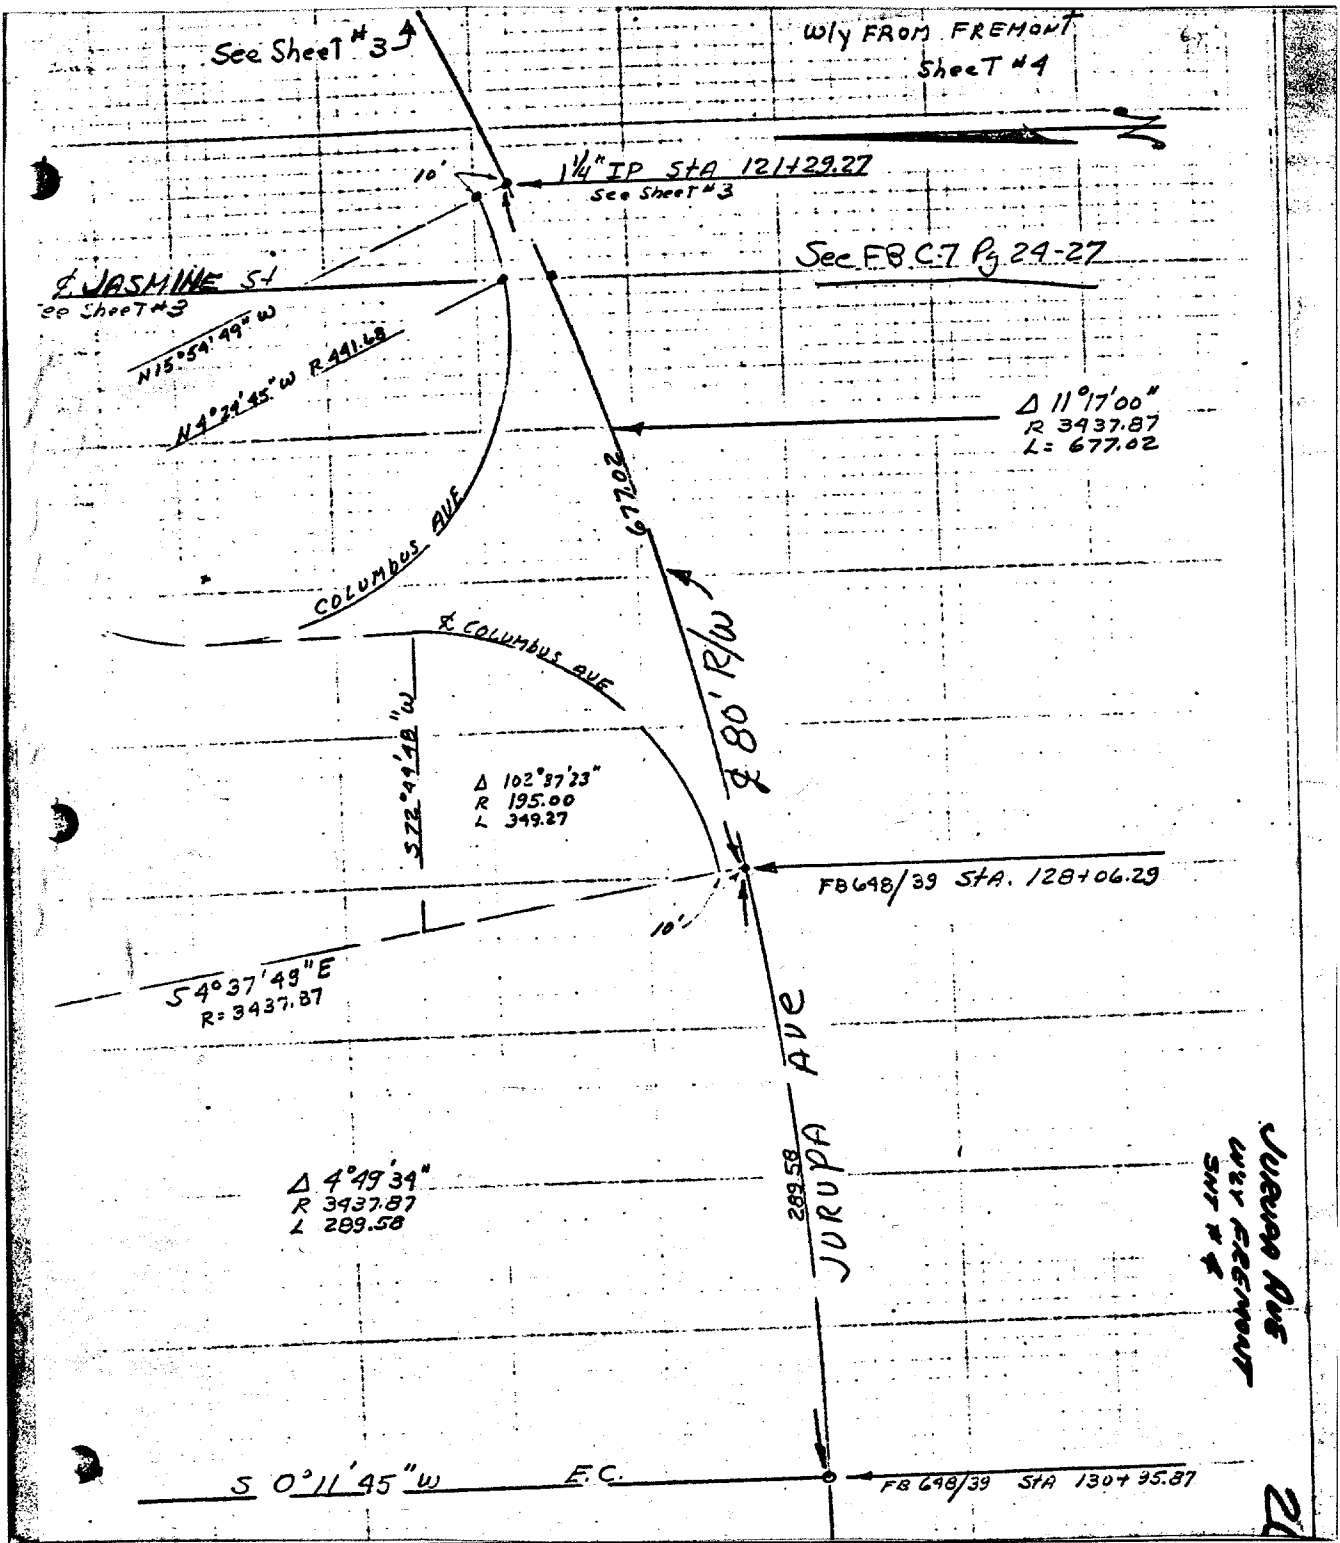 See Sheet #3
W/y FROM FREMONT
Sheet #4
10'
1 1/4" IP StA 121+29.27
See Sheet #3
See FB C-7 Pg 24-27
℄ JASMINE St
ee Sheet #3
N15°54'49" W
N4°29'45" W R 441.68
Δ 11°17'00"
R 3437.87
L= 677.02
677.02
COLUMbUS AVE
℄ COLUMbUS AVE
℄ 80' R/W
S72°49'48" W
Δ 102°37'23"
R 195.00
L 349.27
FB 648/39 StA. 128+06.29
10'
S 4°37'49" E
R= 3437.87
JURUPA AVE
289.58
Δ 4°49'34"
R 3437.87
L 289.58
JURUPA AVE
WLY FREMONT
SHT #4
S 0°11'45" W E.C.
FB 648/39 StA 130+95.87